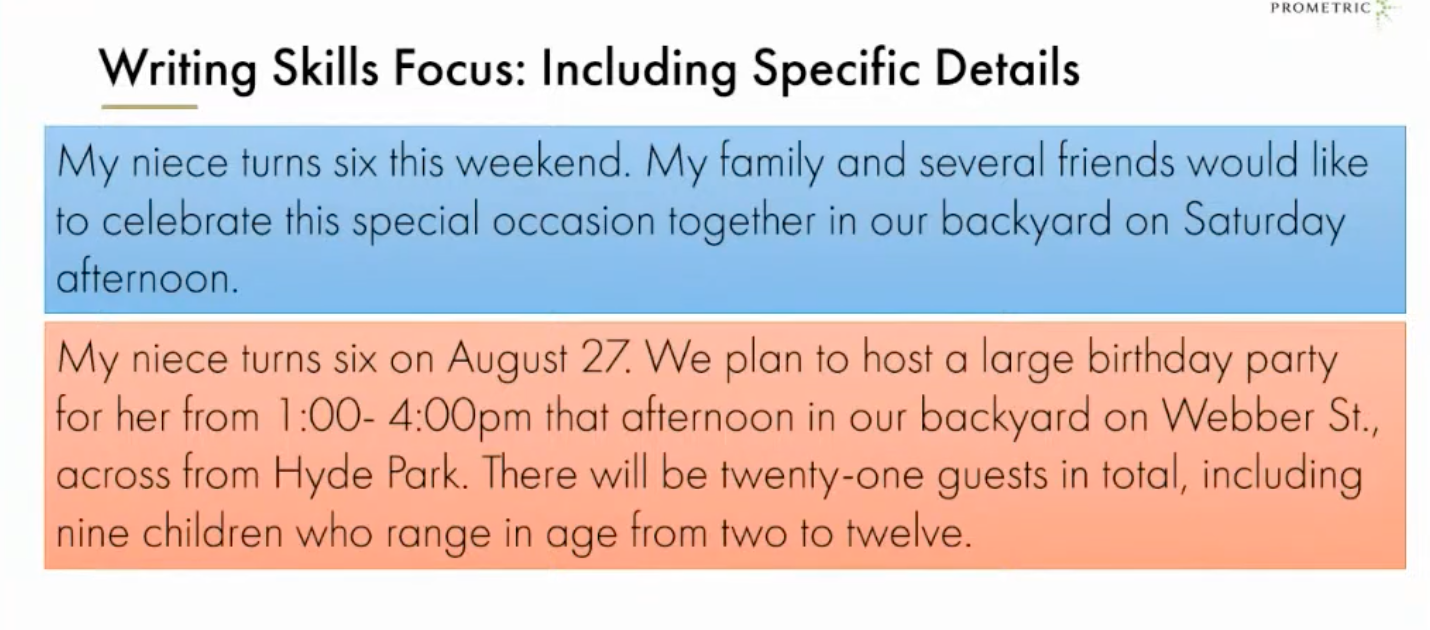 PROMETRIC
Writing Skills Focus: Including Specific Details
My niece turns six this weekend. My family and several friends would like
to celebrate this special occasion together in our backyard on Saturday
afternoon.
My niece turns six on August 27. We plan to host a large birthday party
for her from 1:00- 4:00pm that afternoon in our backyard on Webber St.,
across from Hyde Park. There will be twenty-one guests in total, including
nine children who range in age from two to twelve.